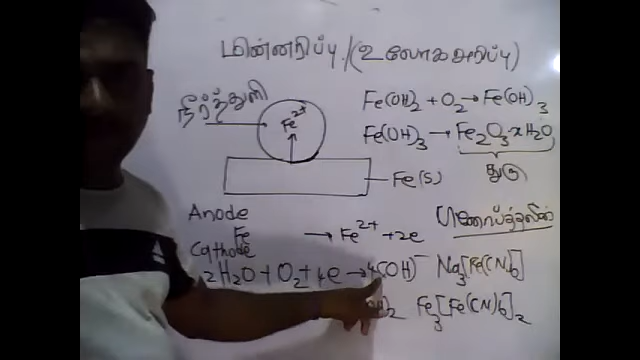 மின்னரிப்பு /(உலோக அரிப்பு)
நீர்த்துளி
Fe²⁺
Fe(OH)₂ + O₂ → Fe(OH)₃
Fe(OH)₃ → Fe₂O₃·xH₂O
துரு
Fe(S)
Anode
Fe → Fe²⁺ + 2e
Cathode
2H₂O + O₂ + 4e → 4(OH)⁻
Na₃[Fe(CN)₆]
Fe₃[Fe(CN)₆]₂